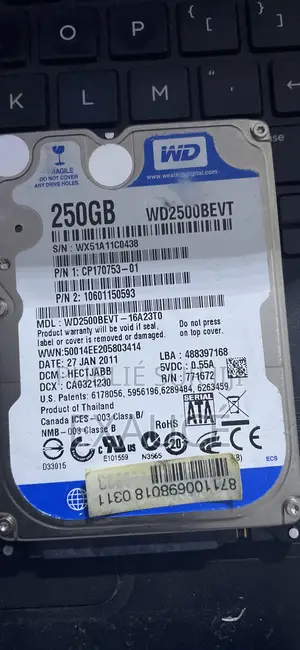 O
P
{
[
}
]
K
L
M
FRAGILE
DO NOT COVER
ANY DRIVE HOLES
WD
www.westerndigital.com
250GB WD2500BEVT
S/N : WX51A11C0438
P/N 1: CP170753-01
P/N 2: 10601150593
MDL : WD2500BEVT-16A23T0
Product warranty will be void if seal,
label or cover is removed or damaged.
Do not press
on top cover.
WWN:50014EE205803414
DATE: 27 JAN 2011
LBA : 488397168
DCM: HECTJABB
5VDC : 0.55A
DCX: CA0321230
R/N : 771672
U.S. Patents: 6178056, 5956196, 6289484, 6263459
Product of Thailand
SERIAL
ATA
Canada ICES-003 Class B/
NMB-003 Classe B
RoHS
20
D33015
E101559
N3565
ECS
8711006980180311